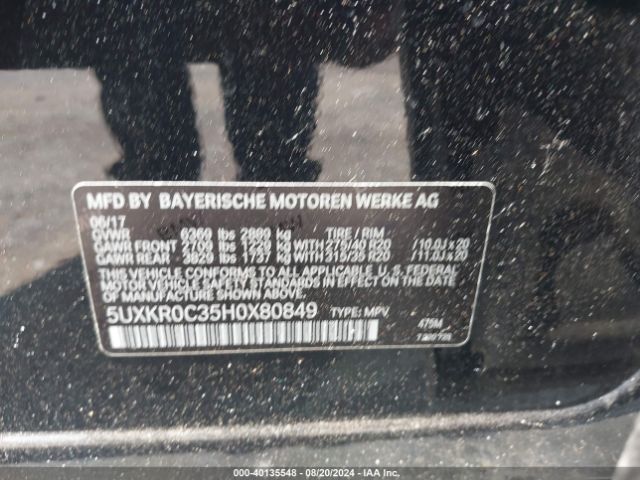 MFD BY BAYERISCHE MOTOREN WERKE AG
06/17
GVWR 6369 lbs 2889 kg TIRE / RIM
GAWR FRONT 2709 lbs 1229 kg WITH 275/40 R20 /10.0J x 20
GAWR REAR 3829 lbs 1737 kg WITH 315/35 R20 /11.0J x 20
THIS VEHICLE CONFORMS TO ALL APPLICABLE U. S. FEDERAL
MOTOR VEHICLE SAFETY STANDARDS IN EFFECT ON THE DATE
OF MANUFACTURE SHOWN ABOVE.
5UXKR0C35H0X80849 TYPE: MPV
475M
000-40135548 - 08/20/2024 - IAA Inc.